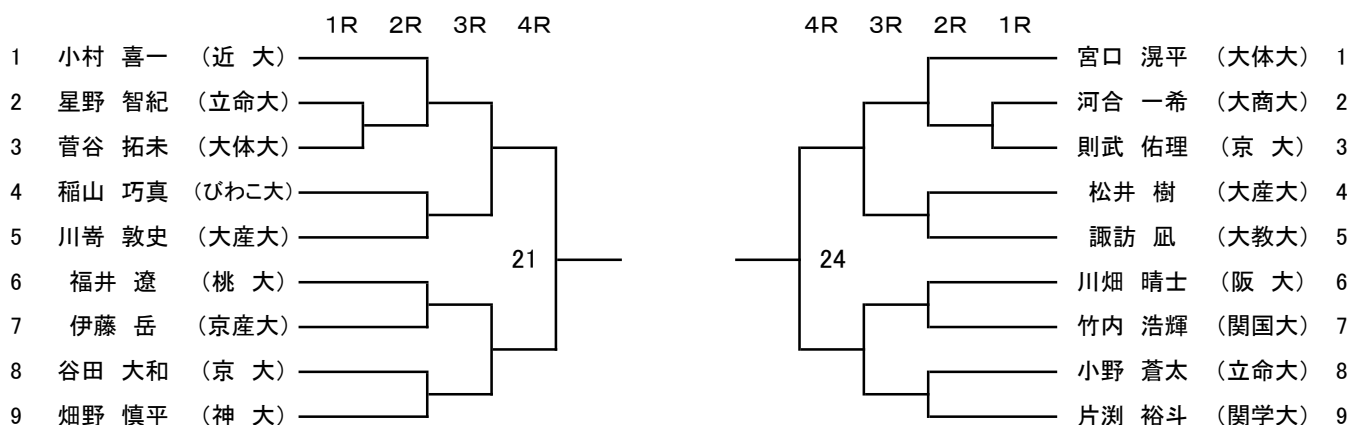 1R 2R 3R 4R
1 小村 喜一 (近 大)
2 星野 智紀 (立命大)
3 菅谷 拓未 (大体大)
4 稲山 巧真 (びわこ大)
5 川嵜 敦史 (大産大)
21
6 福井 遼 (桃 大)
7 伊藤 岳 (京産大)
8 谷田 大和 (京 大)
9 畑野 慎平 (神 大)
4R 3R 2R 1R
宮口 滉平 (大体大) 1
河合 一希 (大商大) 2
則武 佑理 (京 大) 3
松井 樹 (大産大) 4
諏訪 凪 (大教大) 5
24
川畑 晴士 (阪 大) 6
竹内 浩輝 (関国大) 7
小野 蒼太 (立命大) 8
片渕 裕斗 (関学大) 9